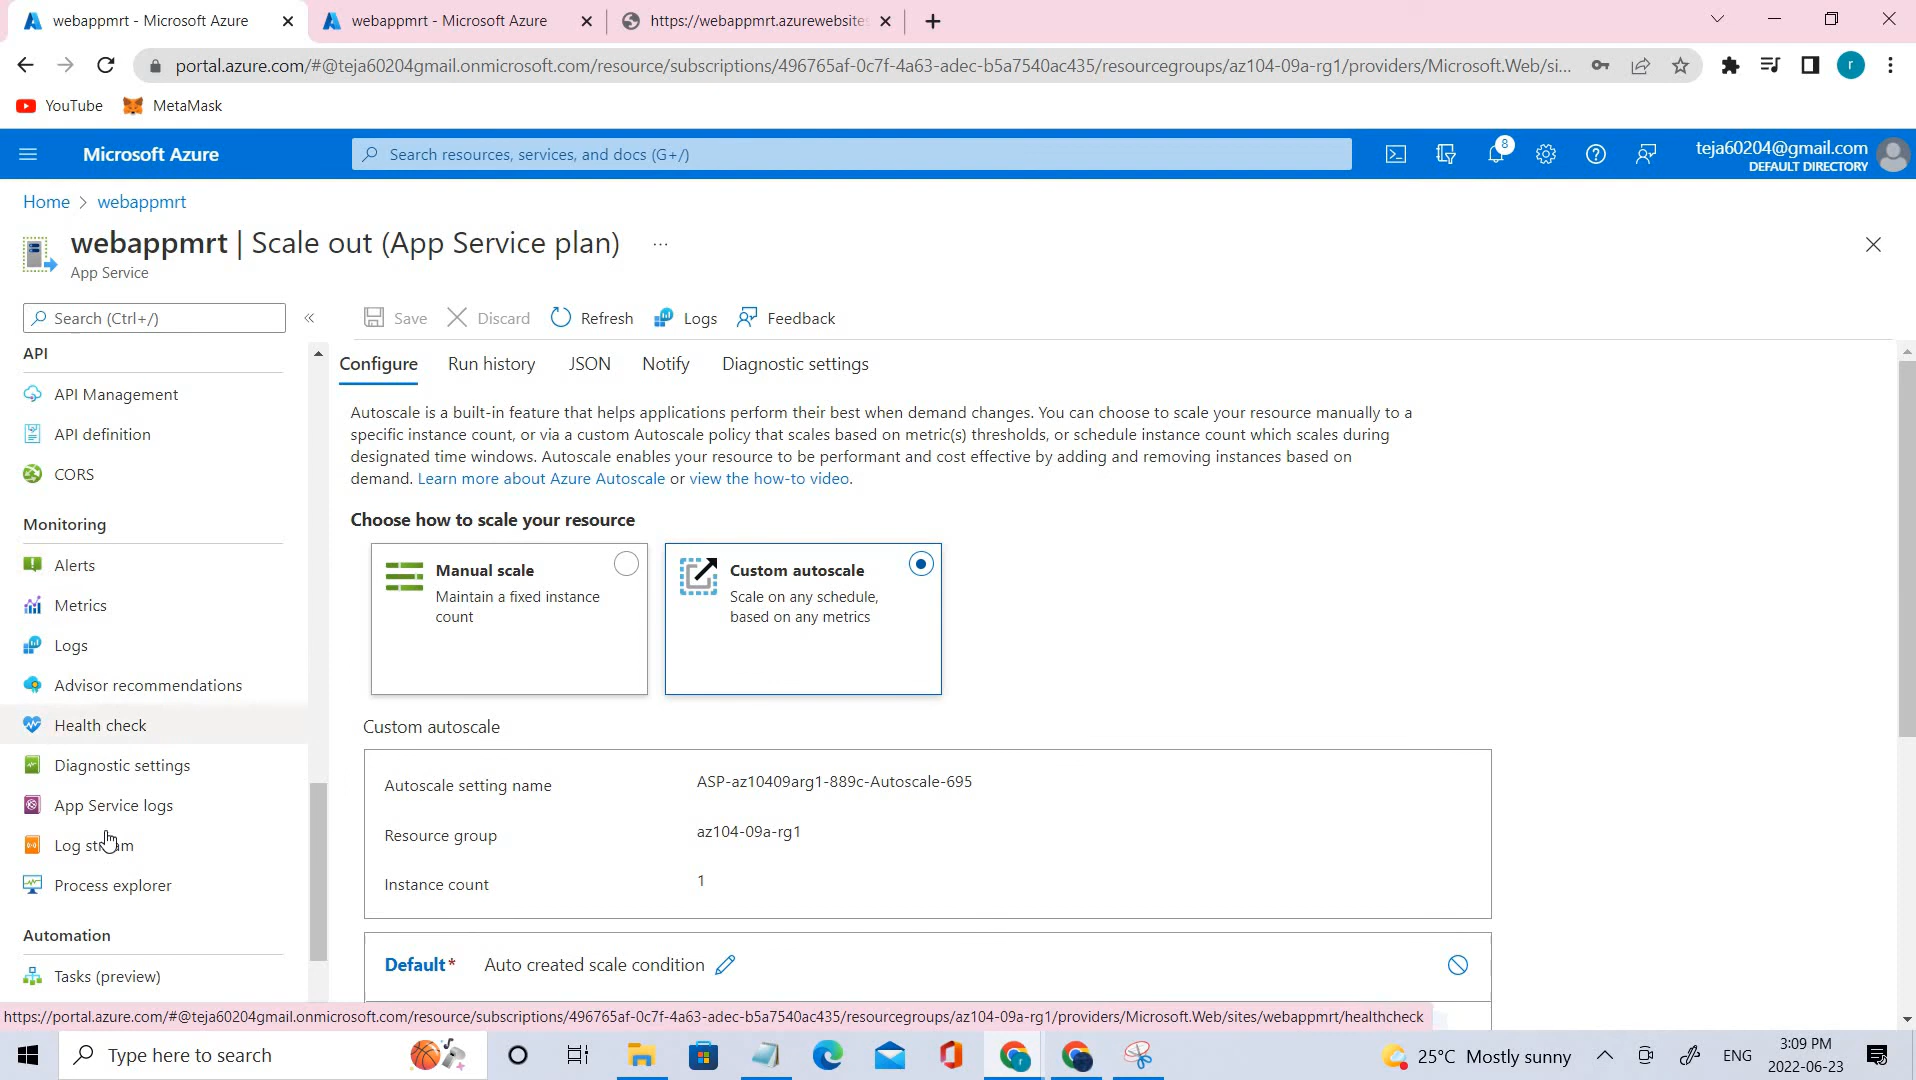 webappmrt - Microsoft Azure
webappmrt - Microsoft Azure
https://webappmrt.azurewebsite
portal.azure.com/#@teja60204gmail.onmicrosoft.com/resource/subscriptions/496765af-0c7f-4a63-adec-b5a7540ac435/resourcegroups/az104-09a-rg1/providers/Microsoft.Web/si...
r
YouTube
MetaMask
Microsoft Azure
Search resources, services, and docs (G+/)
8
teja60204@gmail.com
DEFAULT DIRECTORY
Home > webappmrt
webappmrt | Scale out (App Service plan) ...
App Service
Search (Ctrl+/)
«
Save
Discard
Refresh
Logs
Feedback
API
API Management
API definition
CORS
Monitoring
Alerts
Metrics
Logs
Advisor recommendations
Health check
Diagnostic settings
App Service logs
Log stream
Process explorer
Automation
Tasks (preview)
Configure
Run history
JSON
Notify
Diagnostic settings
Autoscale is a built-in feature that helps applications perform their best when demand changes. You can choose to scale your resource manually to a
specific instance count, or via a custom Autoscale policy that scales based on metric(s) thresholds, or schedule instance count which scales during
designated time windows. Autoscale enables your resource to be performant and cost effective by adding and removing instances based on
demand. Learn more about Azure Autoscale or view the how-to video.
Choose how to scale your resource
Manual scale
Maintain a fixed instance
count
Custom autoscale
Scale on any schedule,
based on any metrics
Custom autoscale
Autoscale setting name
ASP-az10409arg1-889c-Autoscale-695
Resource group
az104-09a-rg1
Instance count
1
Default* Auto created scale condition
https://portal.azure.com/#@teja60204gmail.onmicrosoft.com/resource/subscriptions/496765af-0c7f-4a63-adec-b5a7540ac435/resourcegroups/az104-09a-rg1/providers/Microsoft.Web/sites/webappmrt/healthcheck
Type here to search
25°C Mostly sunny
ENG
3:09 PM
2022-06-23